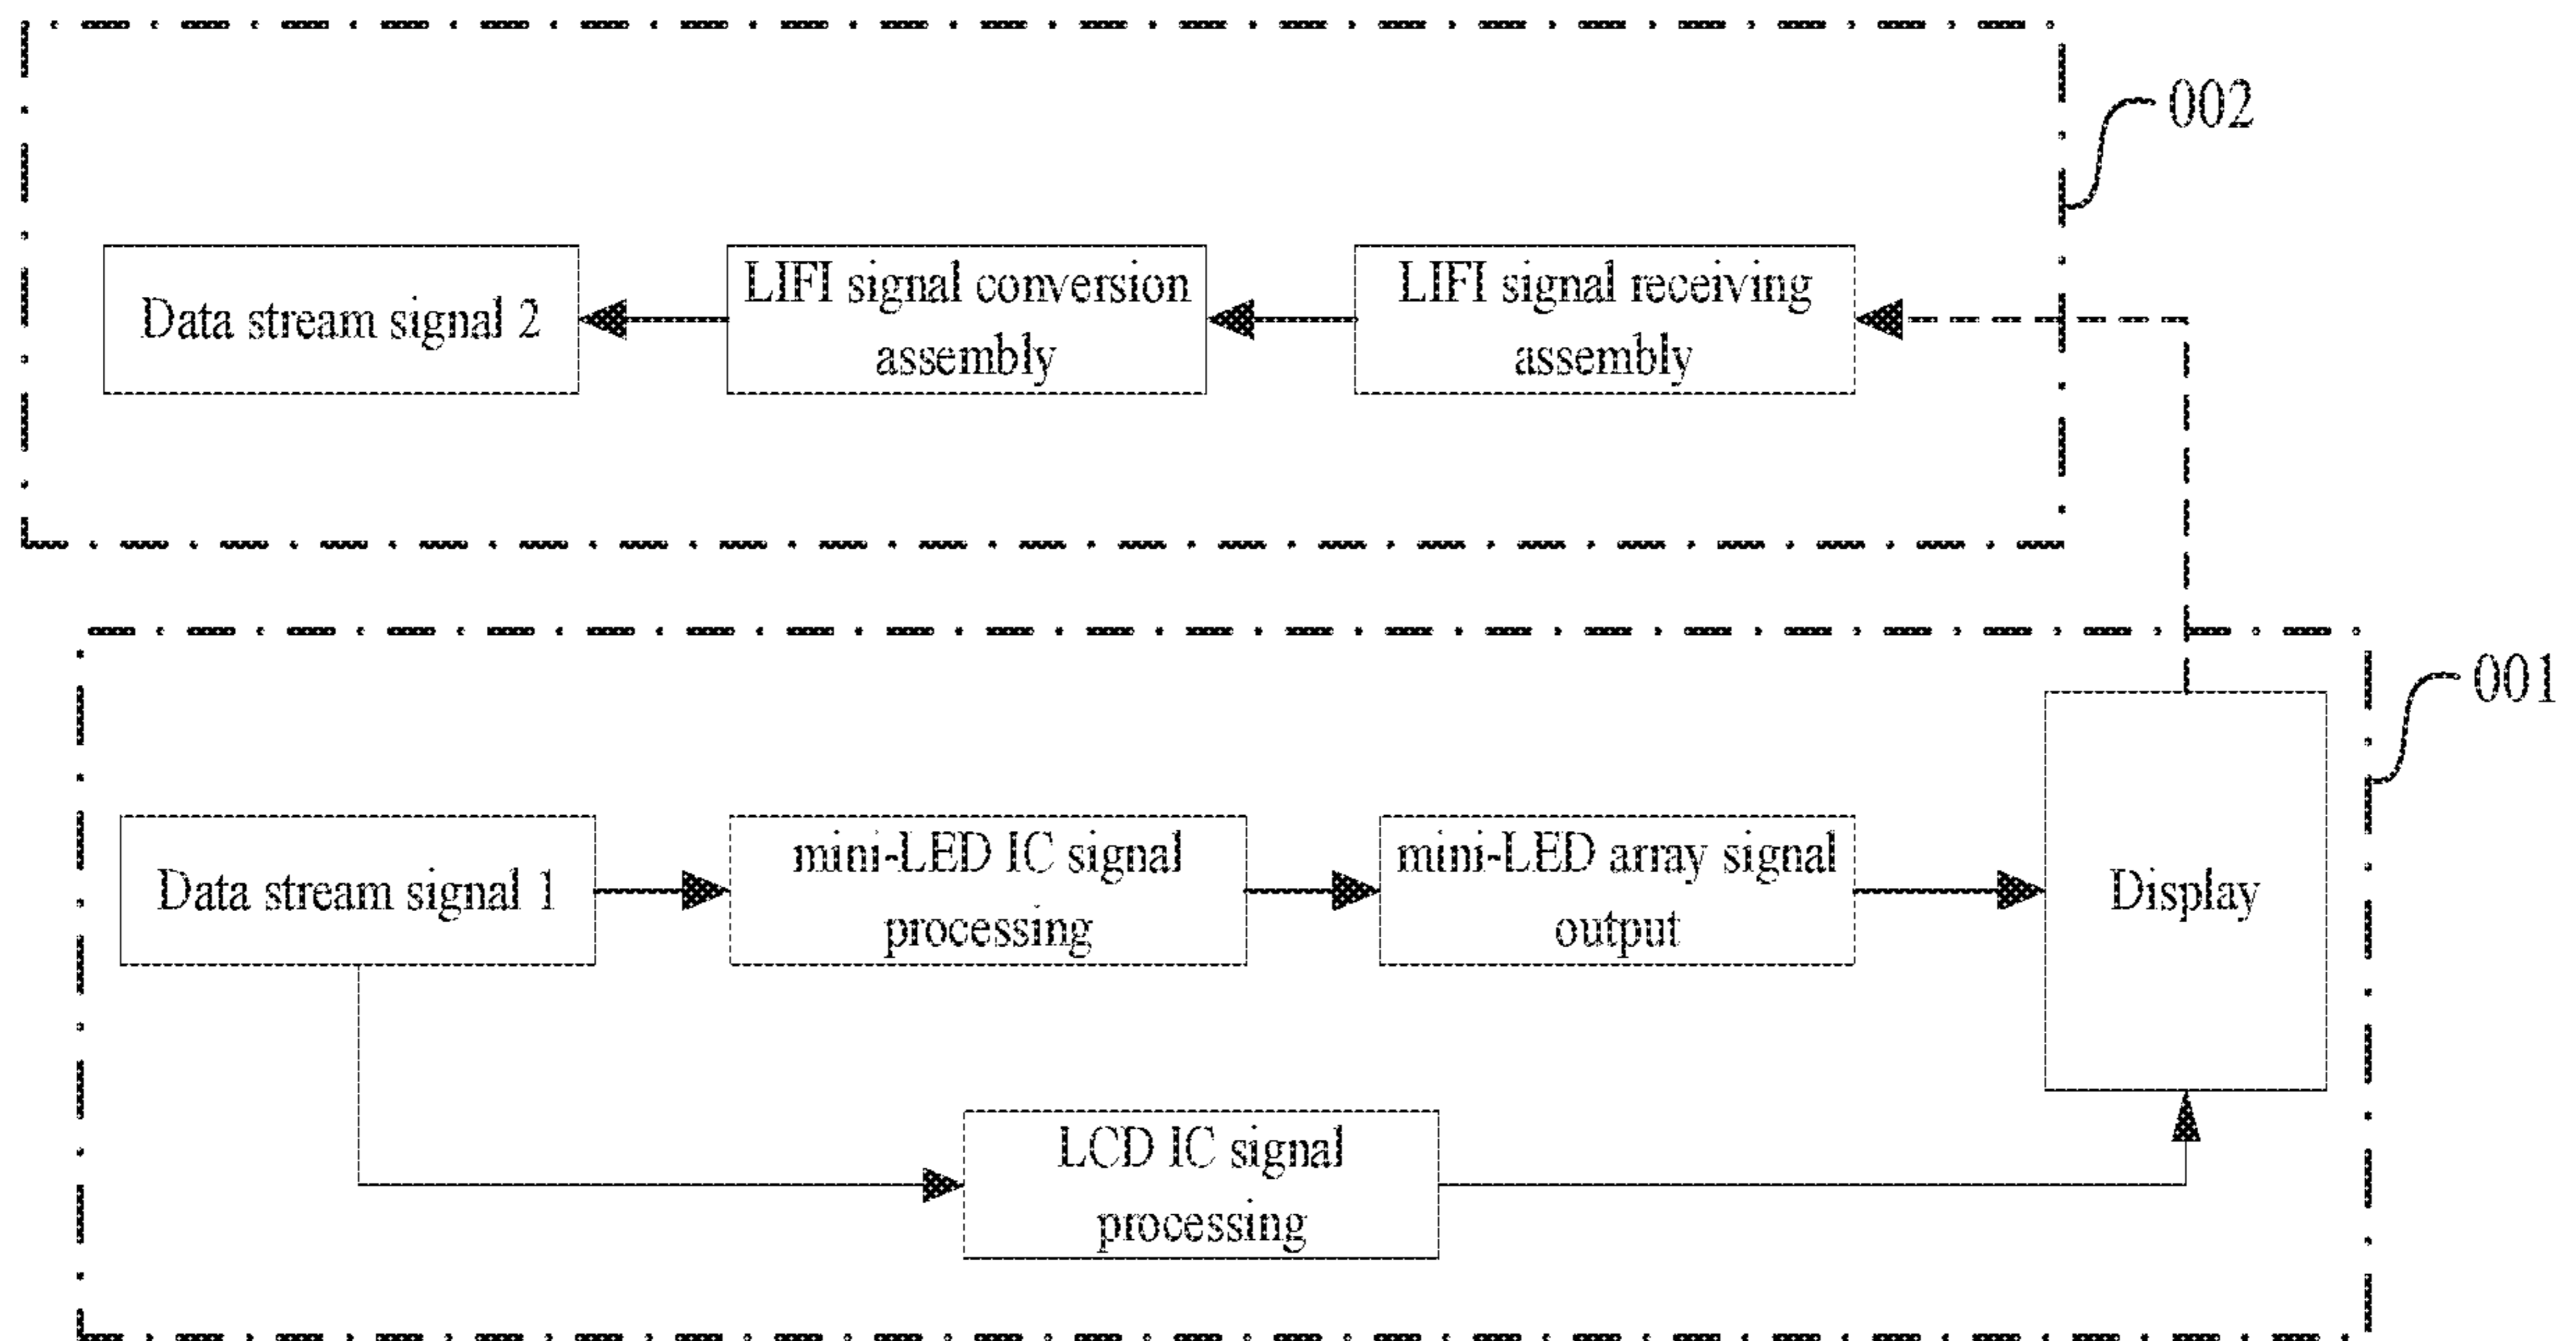 002
Data stream signal 2
LIFI signal conversion
assembly
LIFI signal receiving
assembly
001
Data stream signal 1
mini-LED IC signal
processing
mini-LED array signal
output
Display
LCD IC signal
processing